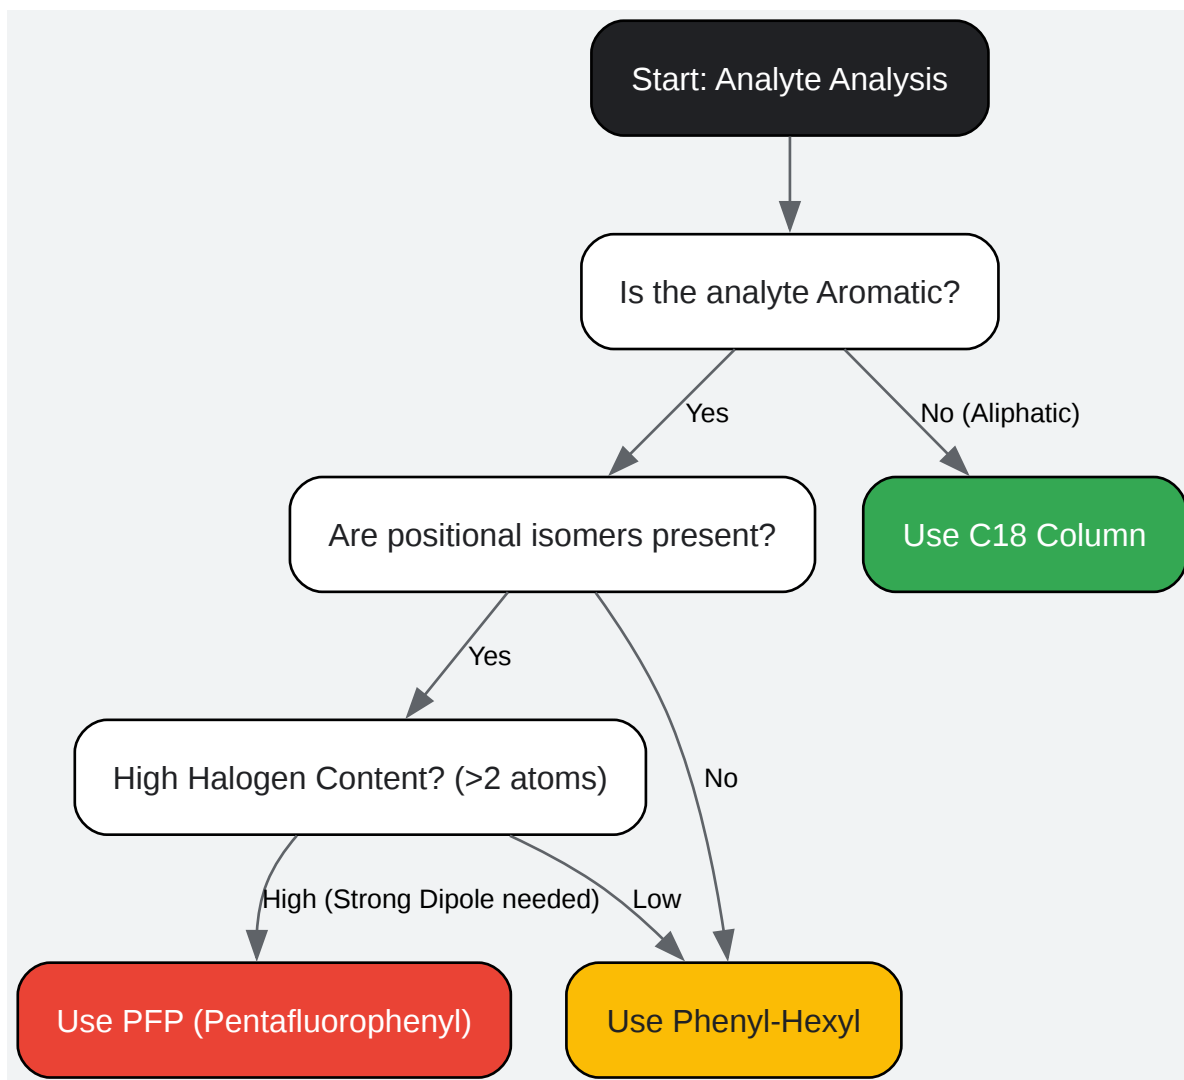 Start: Analyte Analysis
Is the analyte Aromatic?
Yes
No (Aliphatic)
Are positional isomers present?
Use C18 Column
Yes
High Halogen Content? (>2 atoms)
No
High (Strong Dipole needed)
Low
Use PFP (Pentafluorophenyl)
Use Phenyl-Hexyl